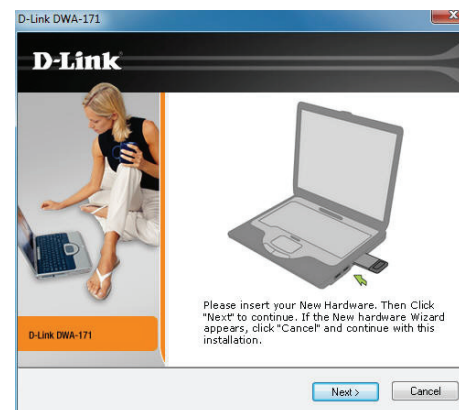 D-Link DWA-171
D-Link
Please insert your New Hardware. Then Click
"Next" to continue. If the New hardware Wizard
appears, click "Cancel" and continue with this
installation.
D-Link DWA-171
Next >
Cancel